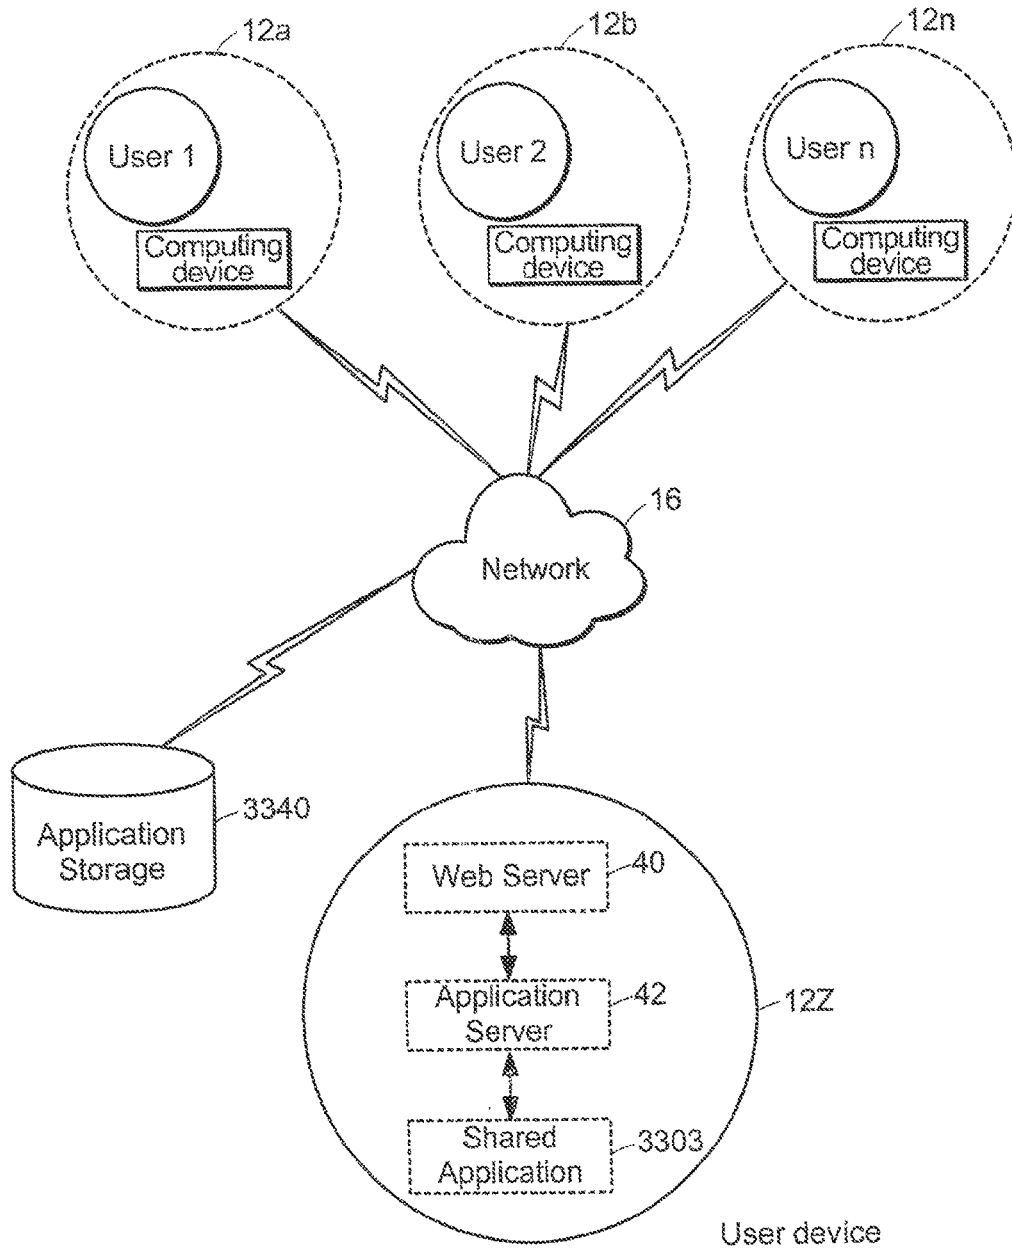 12a
12b
12n
User 1
User 2
User n
Computing
device
Computing
device
Computing
device
16
Network
3340
Application
Storage
Web Server
40
Application
Server
42
12Z
Shared
Application
3303
User device